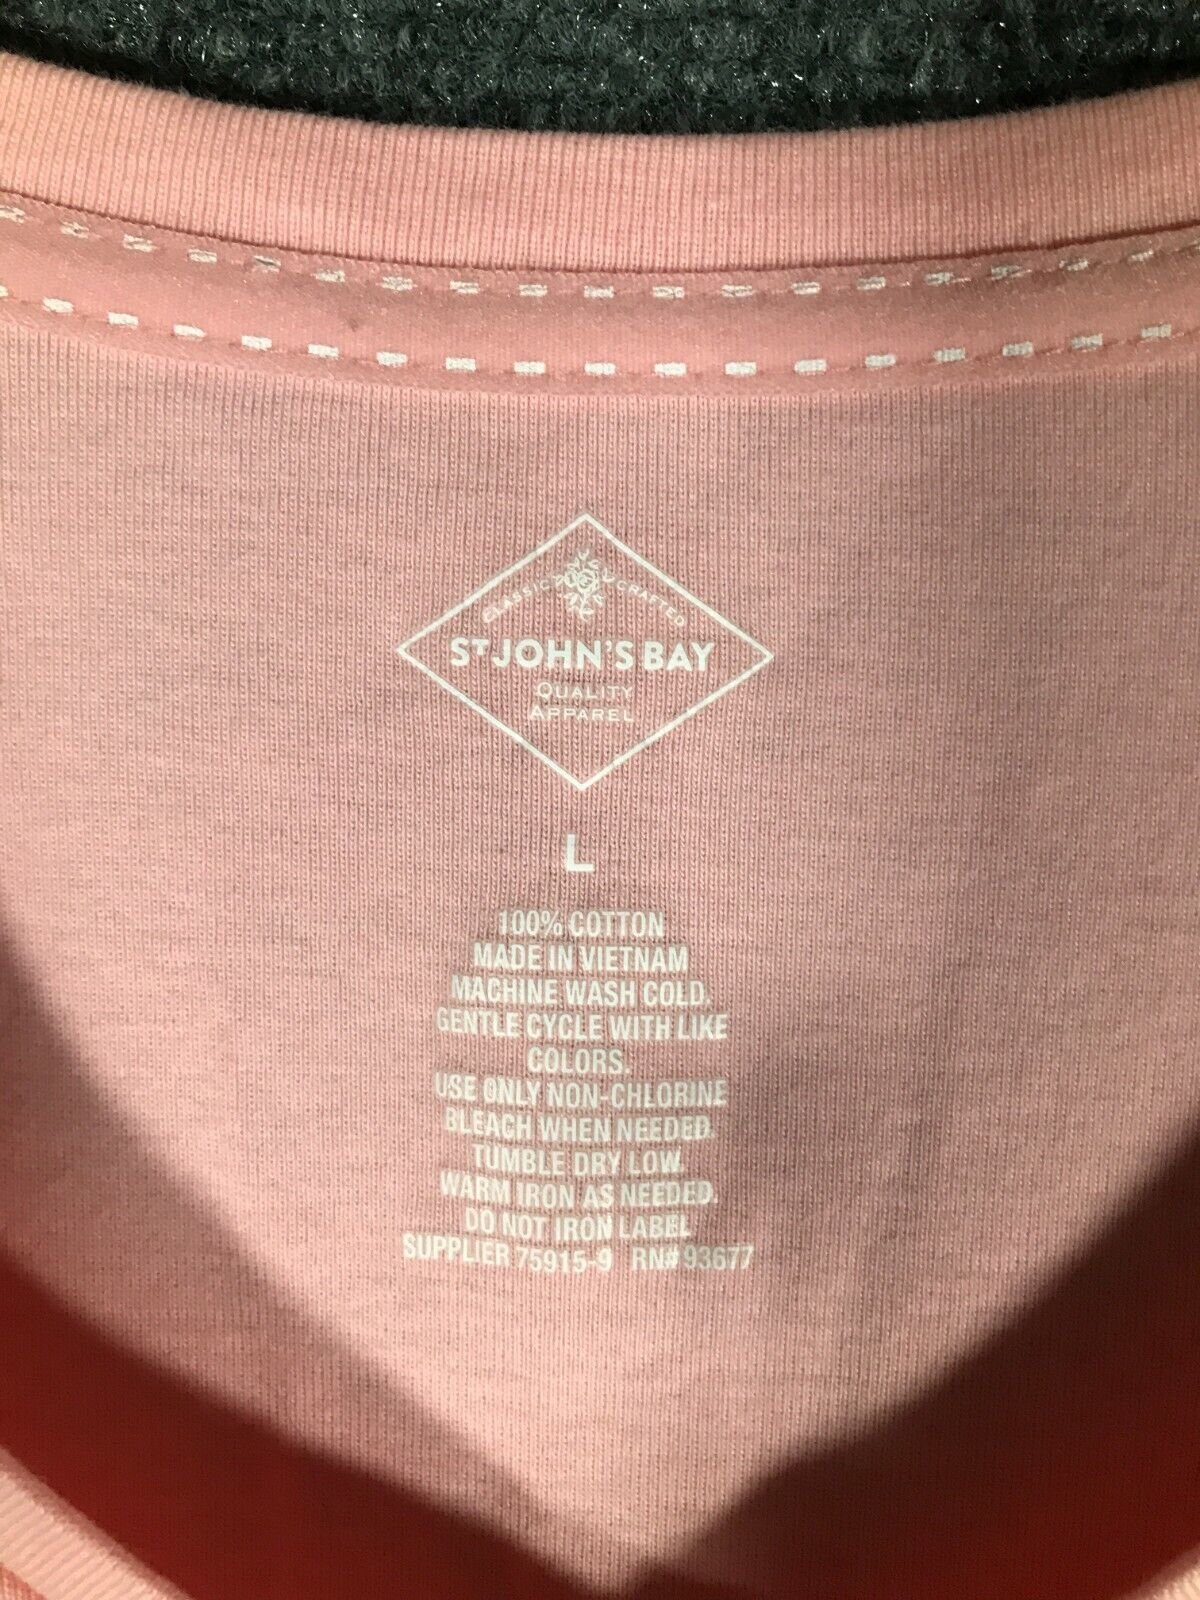 CLASSIC CRAFTED
ST JOHN'S BAY
QUALITY
APPAREL
L
100% COTTON
MADE IN VIETNAM
MACHINE WASH COLD.
GENTLE CYCLE WITH LIKE
COLORS.
USE ONLY NON-CHLORINE
BLEACH WHEN NEEDED.
TUMBLE DRY LOW.
WARM IRON AS NEEDED.
DO NOT IRON LABEL
SUPPLIER 75915-9 RN# 93677